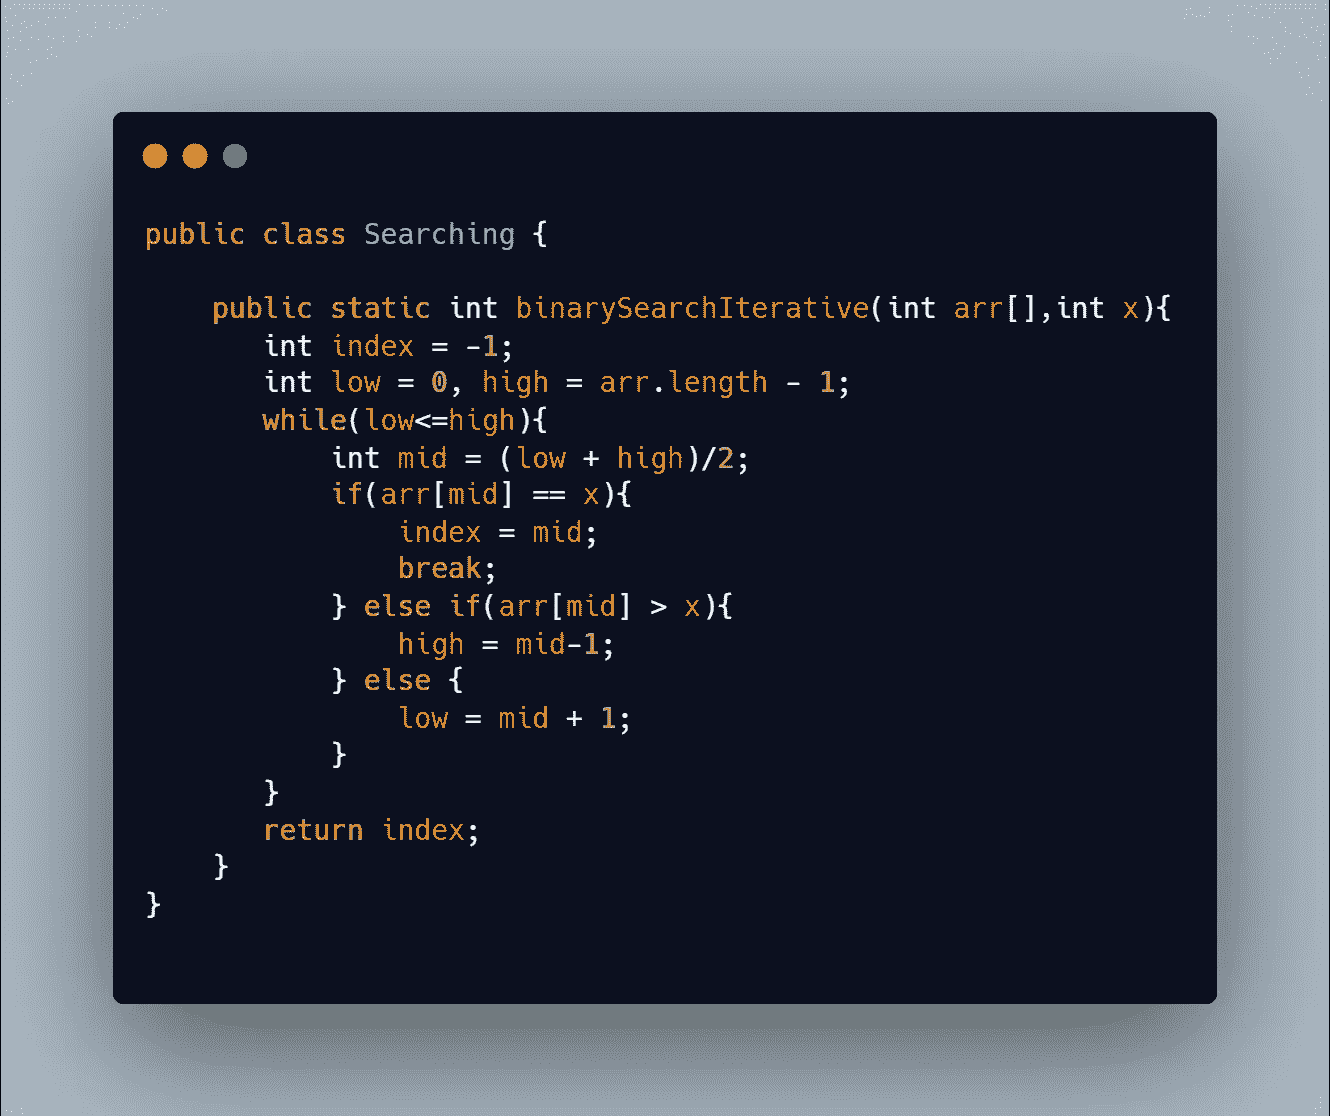 public class Searching {
public static int binarySearchIterative(int arr[],int x){
int index = -1;
int low = 0, high = arr.length - 1;
while(low<=high){
int mid = (low + high)/2;
if(arr[mid] == x){
index = mid;
break;
} else if(arr[mid] > x){
high = mid-1;
} else {
low = mid + 1;
}
}
return index;
}
}